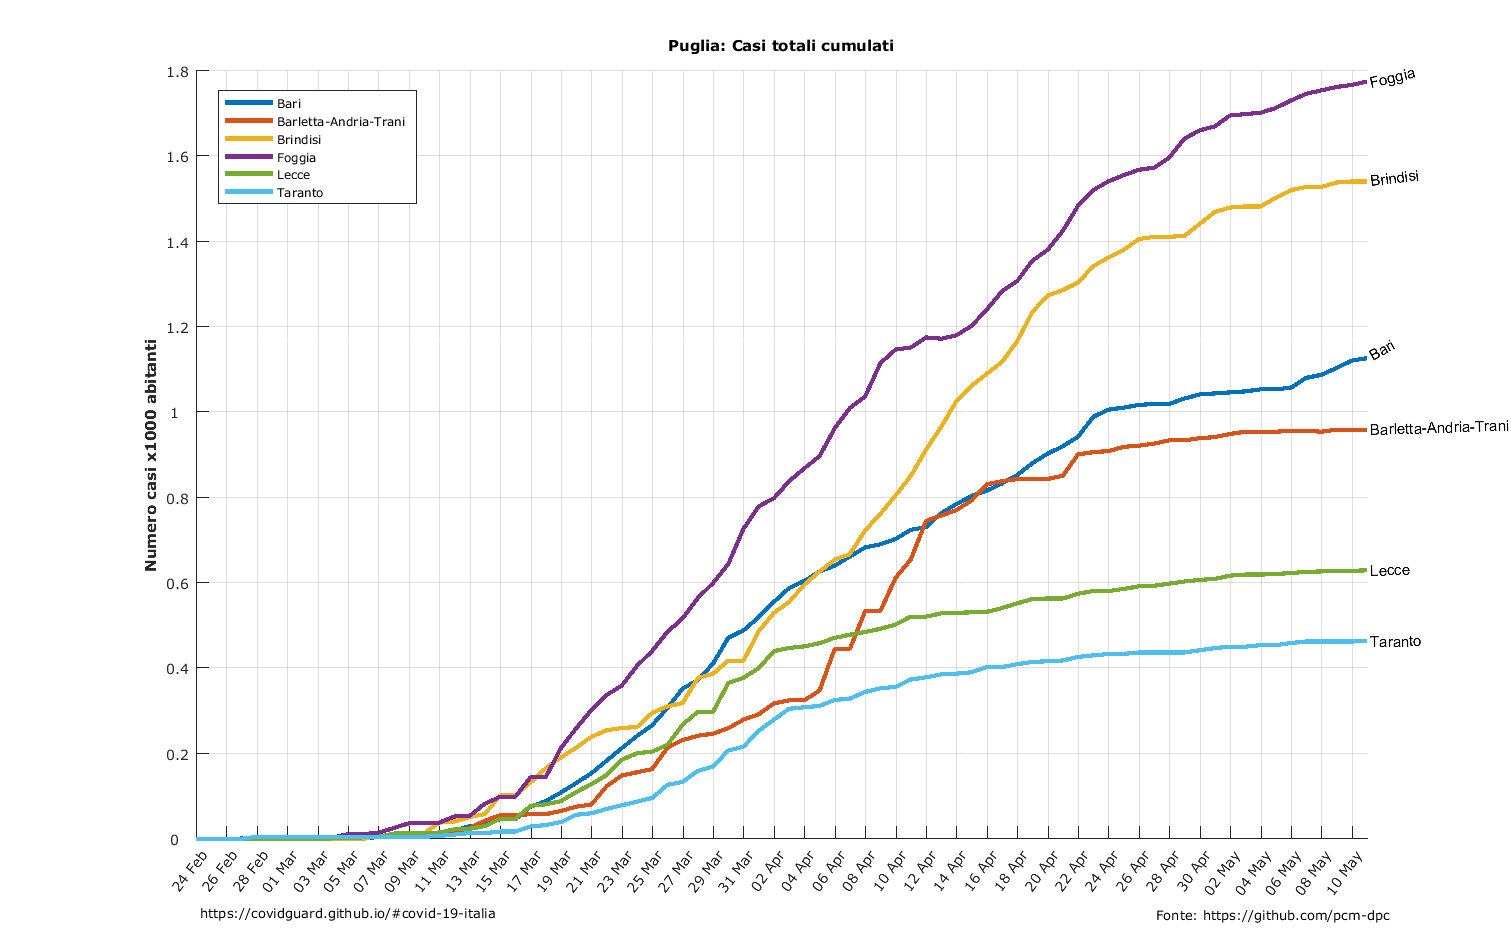 Puglia: Casi totali cumulati
1.8
1.6
1.4
1.2
1
0.8
0.6
0.4
0.2
0
Numero casi x1000 abitanti
Bari
Barletta-Andria-Trani
Brindisi
Foggia
Lecce
Taranto
Foggia
Brindisi
Bari
Barletta-Andria-Trani
Lecce
Taranto
24 Feb
26 Feb
28 Feb
01 Mar
03 Mar
05 Mar
07 Mar
09 Mar
11 Mar
13 Mar
15 Mar
17 Mar
19 Mar
21 Mar
23 Mar
25 Mar
27 Mar
29 Mar
31 Mar
02 Apr
04 Apr
06 Apr
08 Apr
10 Apr
12 Apr
14 Apr
16 Apr
18 Apr
20 Apr
22 Apr
24 Apr
26 Apr
28 Apr
30 Apr
02 May
04 May
06 May
08 May
10 May
https://covidguard.github.io/#covid-19-italia
Fonte: https://github.com/pcm-dpc